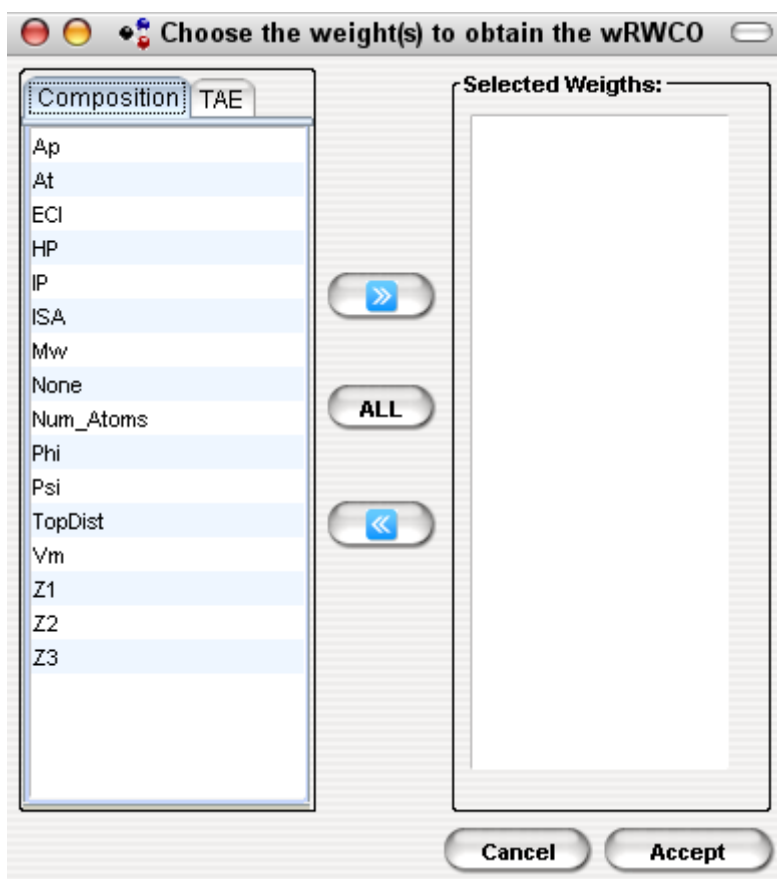 Choose the weight(s) to obtain the wRWCO
Composition
TAE
Ap
At
ECI
HP
IP
ISA
Mw
None
Num_Atoms
Phi
Psi
TopDist
Vm
Z1
Z2
Z3
ALL
Selected Weigths:
Cancel
Accept